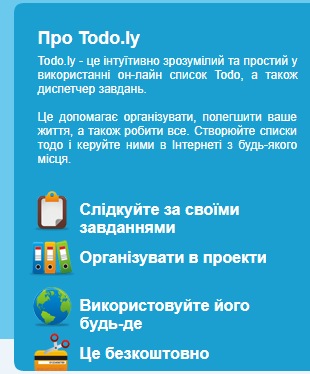 Про Todo.ly
Todo.ly - це інтуїтивно зрозумілий та простий у
використанні он-лайн список Todo, а також
диспетчер завдань.
Це допомагає організувати, полегшити ваше
життя, а також робити все. Створюйте списки
тодо і керуйте ними в Інтернеті з будь-якого
місця.
Слідкуйте за своїми
завданнями
Організувати в проекти
Використовуйте його
будь-де
Це безкоштовно